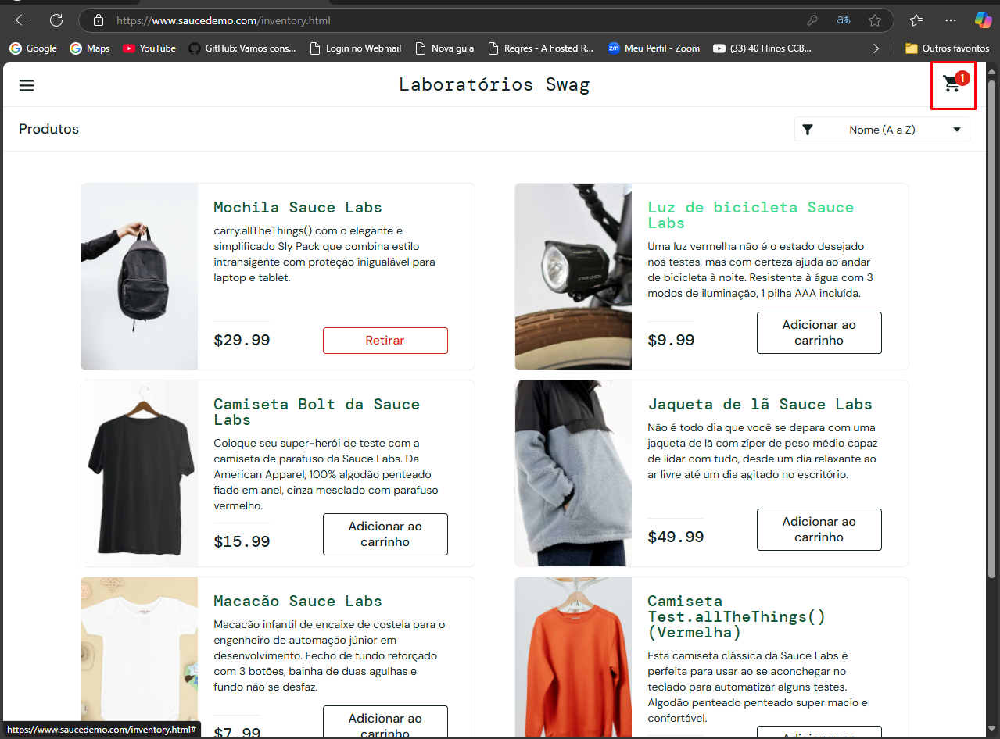 https://www.saucedemo.com/inventory.html
aあ
Google
Maps
YouTube
GitHub: Vamos cons...
Login no Webmail
Nova guia
Reqres - A hosted R...
zm
Meu Perfil - Zoom
(33) 40 Hinos CCB...
Outros favoritos
Laboratórios Swag
1
Produtos
Nome (A a Z)
Mochila Sauce Labs
carry.allTheThings() com o elegante e
simplificado Sly Pack que combina estilo
intransigente com proteção inigualável para
laptop e tablet.
$29.99
Retirar
STAR UNION
Luz de bicicleta Sauce
Labs
Uma luz vermelha não é o estado desejado
nos testes, mas com certeza ajuda ao andar
de bicicleta à noite. Resistente à água com 3
modos de iluminação, 1 pilha AAA incluída.
$9.99
Adicionar ao
carrinho
Camiseta Bolt da Sauce
Labs
Coloque seu super-herói de teste com a
camiseta de parafuso da Sauce Labs. Da
American Apparel, 100% algodão penteado
fiado em anel, cinza mesclado com parafuso
vermelho.
$15.99
Adicionar ao
carrinho
Jaqueta de lã Sauce Labs
Não é todo dia que você se depara com uma
jaqueta de lã com zíper de peso médio capaz
de lidar com tudo, desde um dia relaxante ao
ar livre até um dia agitado no escritório.
$49.99
Adicionar ao
carrinho
Macacão Sauce Labs
Macacão infantil de encaixe de costela para o
engenheiro de automação júnior em
desenvolvimento. Fecho de fundo reforçado
com 3 botões, bainha de duas agulhas e
fundo não se desfaz.
$7.99
Adicionar ao
carrinho
Camiseta
Test.allTheThings()
(Vermelha)
Esta camiseta clássica da Sauce Labs é
perfeita para usar ao se aconchegar no
teclado para automatizar alguns testes.
Algodão penteado penteado super macio e
confortável.
Adicionar ao
https://www.saucedemo.com/inventory.html#